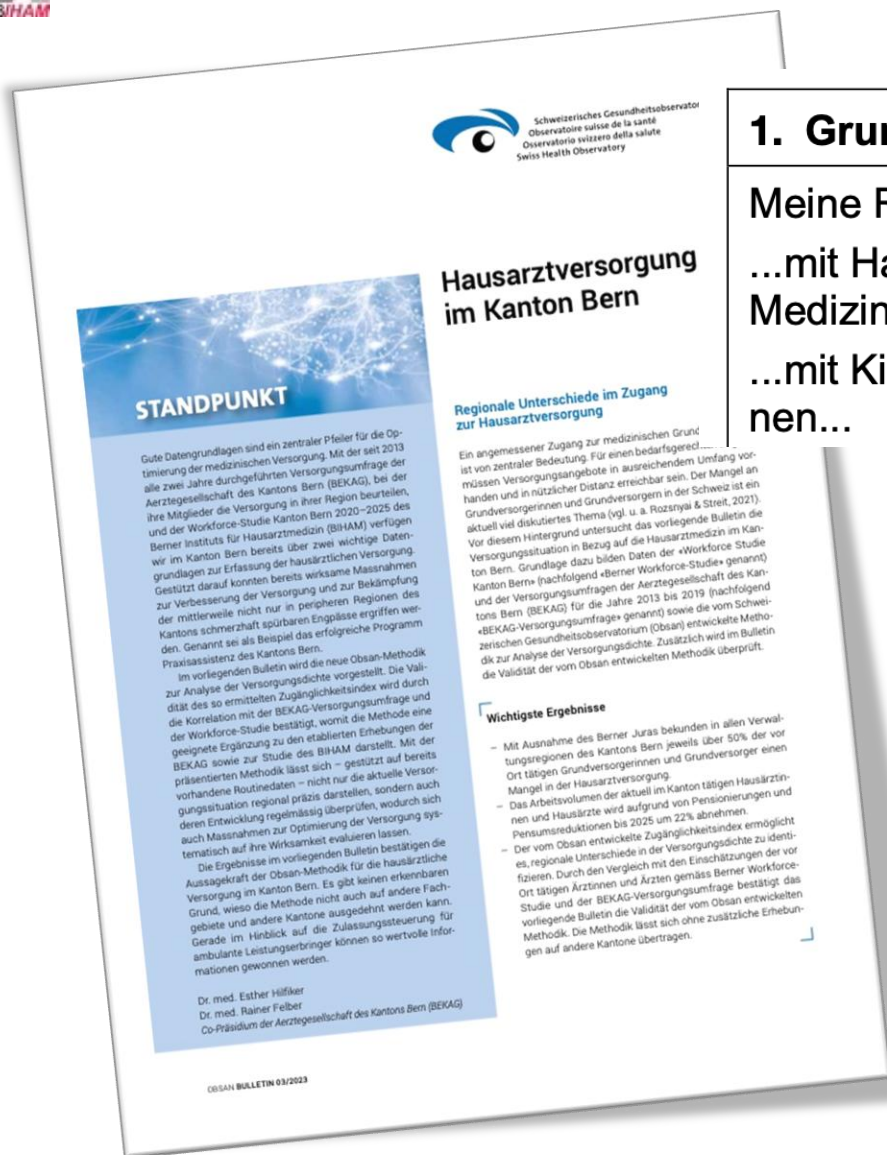 BIHAM
Schweizerisches Gesundheitsobservator
Observatoire suisse de la santé
Osservatorio svizzero della salute
Swiss Health Observatory
1. Gru
Meine
...mit Ha
Medizin
...mit Ki
nen...
Hausarztversorgung
im Kanton Bern
STANDPUNKT
Gute Datengrundlagen sind ein zentraler Pfeiler für die Op-
timierung der medizinischen Versorgung. Mit der seit 2013
alle zwei Jahre durchgeführten Versorgungsumfrage der
Aerztegesellschaft des Kantons Bern (BEKAG), bei der
ihre Mitglieder die Versorgung in ihrer Region beurteilen,
und der Workforce-Studie Kanton Bern 2020–2025 des
Berner Instituts für Hausarztmedizin (BIHAM) verfügen
wir im Kanton Bern bereits über zwei wichtige Daten-
grundlagen zur Erfassung der hausärztlichen Versorgung.
Gestützt darauf konnten bereits wirksame Massnahmen
zur Verbesserung der Versorgung und zur Bekämpfung
der mittlerweile nicht nur in peripheren Regionen des
Kantons schmerzhaft spürbaren Engpässe ergriffen wer-
den. Genannt sei als Beispiel das erfolgreiche Programm
Praxisassistenz des Kantons Bern.
Im vorliegenden Bulletin wird die neue Obsan-Methodik
zur Analyse der Versorgungsdichte vorgestellt. Die Vali-
dität des so ermittelten Zugänglichkeitsindex wird durch
die Korrelation mit der BEKAG-Versorgungsumfrage und
der Workforce-Studie bestätigt, womit die Methode eine
geeignete Ergänzung zu den etablierten Erhebungen der
BEKAG sowie zur Studie des BIHAM darstellt. Mit der
präsentierten Methodik lässt sich – gestützt auf bereits
vorhandene Routinedaten – nicht nur die aktuelle Versor-
gungssituation regional präzis darstellen, sondern auch
deren Entwicklung regelmässig überprüfen, wodurch sich
auch Massnahmen zur Optimierung der Versorgung sys-
tematisch auf ihre Wirksamkeit evaluieren lassen.
Die Ergebnisse im vorliegenden Bulletin bestätigen die
Aussagekraft der Obsan-Methodik für die hausärztliche
Versorgung im Kanton Bern. Es gibt keinen erkennbaren
Grund, wieso die Methode nicht auch auf andere Fach-
gebiete und andere Kantone ausgedehnt werden kann.
Gerade im Hinblick auf die Zulassungssteuerung für
ambulante Leistungserbringer können so wertvolle Infor-
mationen gewonnen werden.
Dr. med. Esther Hilfiker
Dr. med. Rainer Felber
Co-Präsidium der Aerztegesellschaft des Kantons Bern (BEKAG)
Regionale Unterschiede im Zugang
zur Hausarztversorgung
Ein angemessener Zugang zur medizinischen Grund
ist von zentraler Bedeutung. Für einen bedarfsgerech
müssen Versorgungsangebote in ausreichendem Umfang vor-
handen und in nützlicher Distanz erreichbar sein. Der Mangel an
Grundversorgerinnen und Grundversorgern in der Schweiz ist ein
aktuell viel diskutiertes Thema (vgl. u. a. Rozsnyai & Streit, 2021).
Vor diesem Hintergrund untersucht das vorliegende Bulletin die
Versorgungssituation in Bezug auf die Hausarztmedizin im Kan-
ton Bern. Grundlage dazu bilden Daten der «Workforce Studie
Kanton Bern» (nachfolgend «Berner Workforce-Studie» genannt)
und der Versorgungsumfragen der Aerztegesellschaft des Kan-
tons Bern (BEKAG) für die Jahre 2013 bis 2019 (nachfolgend
«BEKAG-Versorgungsumfrage» genannt) sowie die vom Schwei-
zerischen Gesundheitsobservatorium (Obsan) entwickelte Metho-
dik zur Analyse der Versorgungsdichte. Zusätzlich wird im Bulletin
die Validität der vom Obsan entwickelten Methodik überprüft.
Wichtigste Ergebnisse
– Mit Ausnahme des Berner Juras bekunden in allen Verwal-
tungsregionen des Kantons Bern jeweils über 50% der vor
Ort tätigen Grundversorgerinnen und Grundversorger einen
Mangel in der Hausarztversorgung.
– Das Arbeitsvolumen der aktuell im Kanton tätigen Hausärztin-
nen und Hausärzte wird aufgrund von Pensionierungen und
Pensumsreduktionen bis 2025 um 22% abnehmen.
– Der vom Obsan entwickelte Zugänglichkeitsindex ermöglicht
es, regionale Unterschiede in der Versorgungsdichte zu identi-
fizieren. Durch den Vergleich mit den Einschätzungen der vor
Ort tätigen Ärztinnen und Ärzten gemäss Berner Workforce-
Studie und der BEKAG-Versorgungsumfrage bestätigt das
vorliegende Bulletin die Validität der vom Obsan entwickelten
Methodik. Die Methodik lässt sich ohne zusätzliche Erhebun-
gen auf andere Kantone übertragen.
OBSAN BULLETIN 03/2023